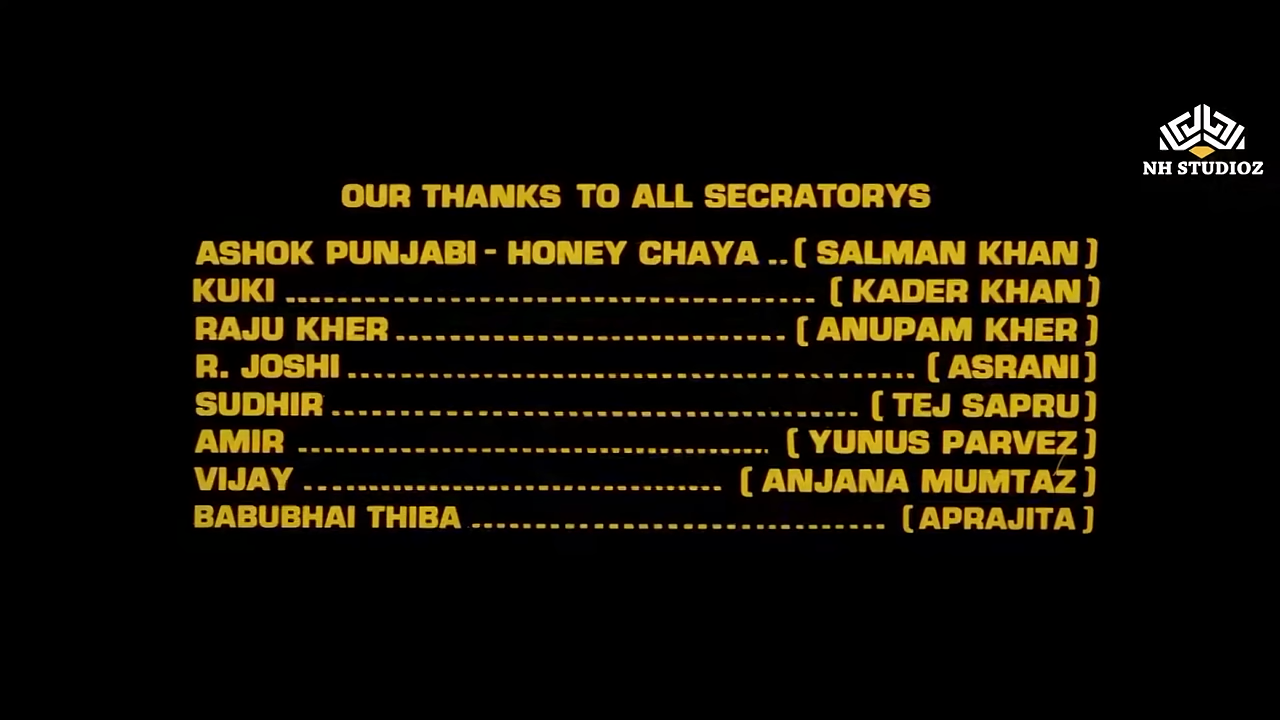 OUR THANKS TO ALL SECRATORYS
ASHOK PUNJABI - HONEY CHAYA ..( SALMAN KHAN )
KUKI ................................................ ( KADER KHAN )
RAJU KHER .................................... ( ANUPAM KHER )
R. JOSHI .................................................... ( ASRANI )
SUDHIR ................................................ ( TEJ SAPRU )
AMIR ........................................... ( YUNUS PARVEZ )
VIJAY ....................................... ( ANJANA MUMTAZ )
BABUBHAI THIBA ...................................... ( APRAJITA )
NH STUDIOZ